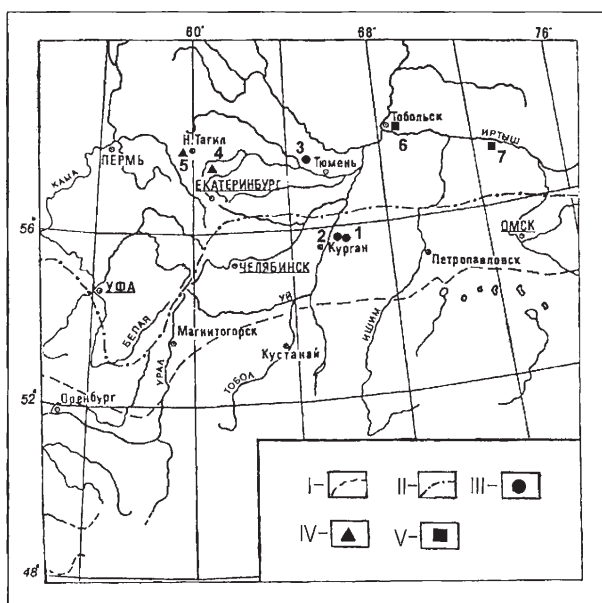 60° 68° 76°
Тобольск
ИРТЫШ
6
7
Н.Тагил
4
5
3
Тюмень
ПЕРМЬ
КАМА
ЕКАТЕРИНБУРГ
56°
2 1
Курган
ОМСК
ЧЕЛЯБИНСК
Петропавловск
УФА
БЕЛАЯ
УЙ
ИШИМ
Магнитогорск
УРАЛ
Кустанай
ТОБОЛ
52°
Оренбург
I– II– III–
IV– V–
48°